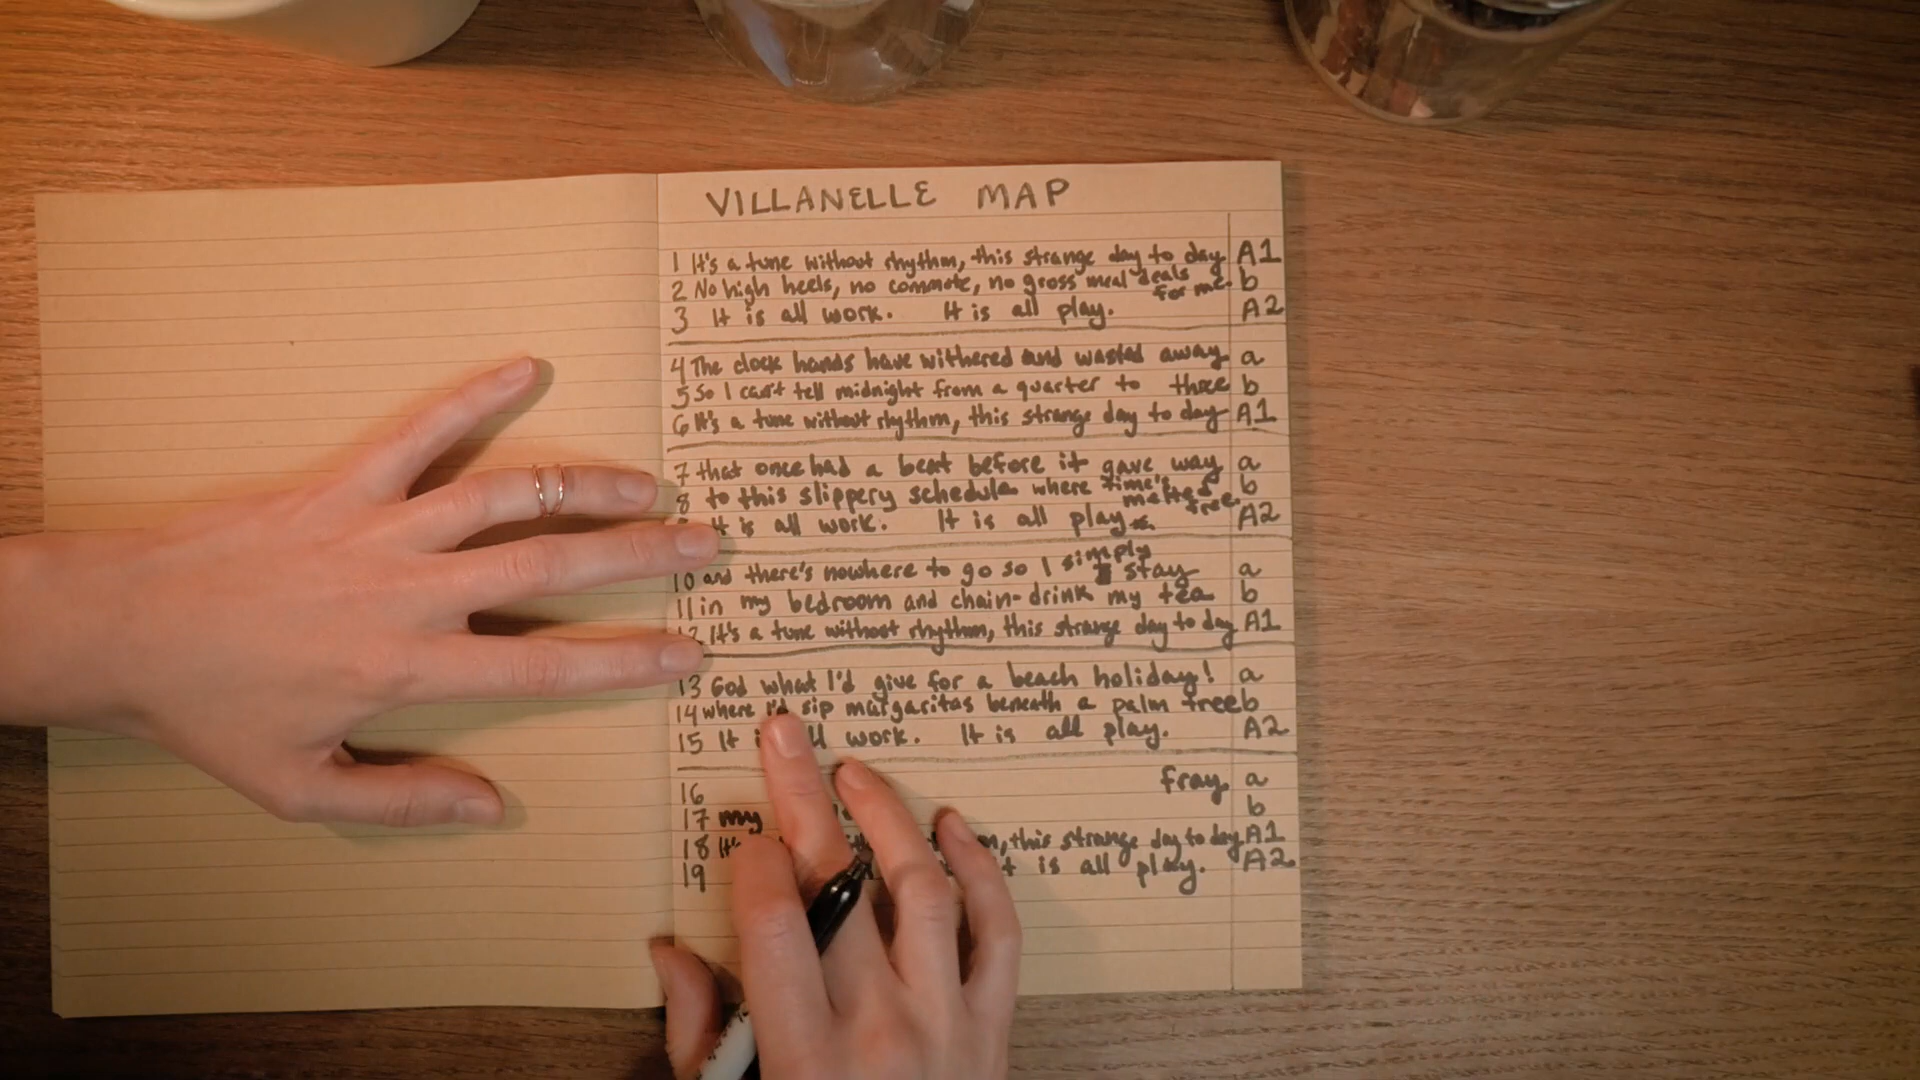 VILLANELLE MAP
1 It's a tune without rhythm, this strange day to day A1
2 No high heels, no commute, no gross meal deals for me. b
3 It is all work. It is all play. A2
4 The clock hands have withered and wasted away a
5 So I can't tell midnight from a quarter to three b
6 It's a tune without rhythm, this strange day to day A1
7 that once had a beat before it gave way a
8 to this slippery schedule where time's melted free. b
It is all work. It is all play. A2
10 and there's nowhere to go so I simply stay a
11 in my bedroom and chain-drink my tea b
12 It's a tune without rhythm, this strange day to day A1
13 God what I'd give for a beach holiday! a
14 where I'd sip margaritas beneath a palm tree b
15 It work. It is all play. A2
16 fray a
17 my b
18 It's this strange day to day A1
19 is all play. A2